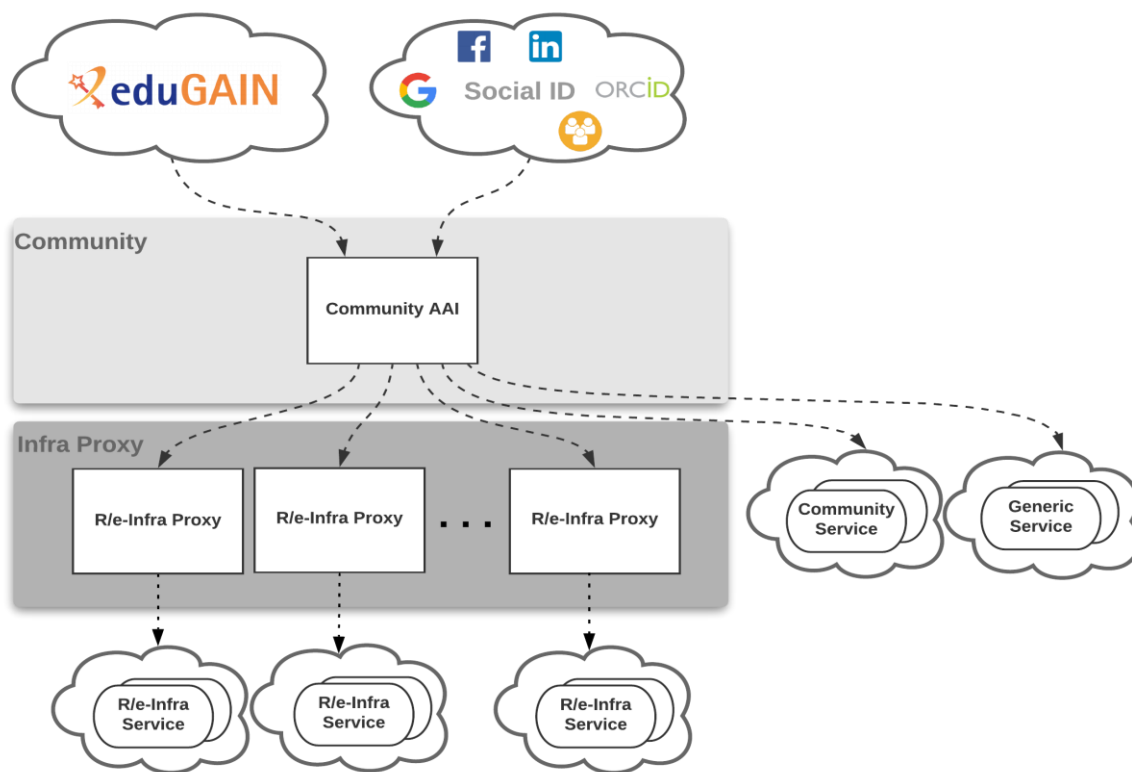 eduGAIN
f
in
G
Social ID
ORCiD
Community
Community AAI
Infra Proxy
R/e-Infra Proxy
R/e-Infra Proxy
. . .
R/e-Infra Proxy
Community
Service
Generic
Service
R/e-Infra
Service
R/e-Infra
Service
R/e-Infra
Service